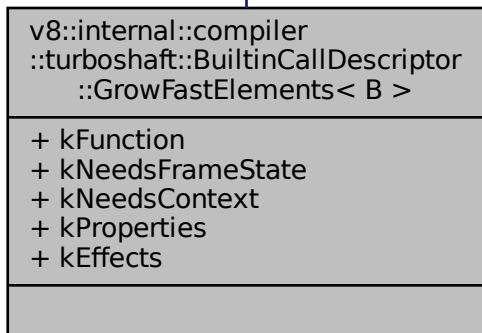 v8::internal::compiler
::turboshaft::BuiltinCallDescriptor
::GrowFastElements< B >
+ kFunction
+ kNeedsFrameState
+ kNeedsContext
+ kProperties
+ kEffects